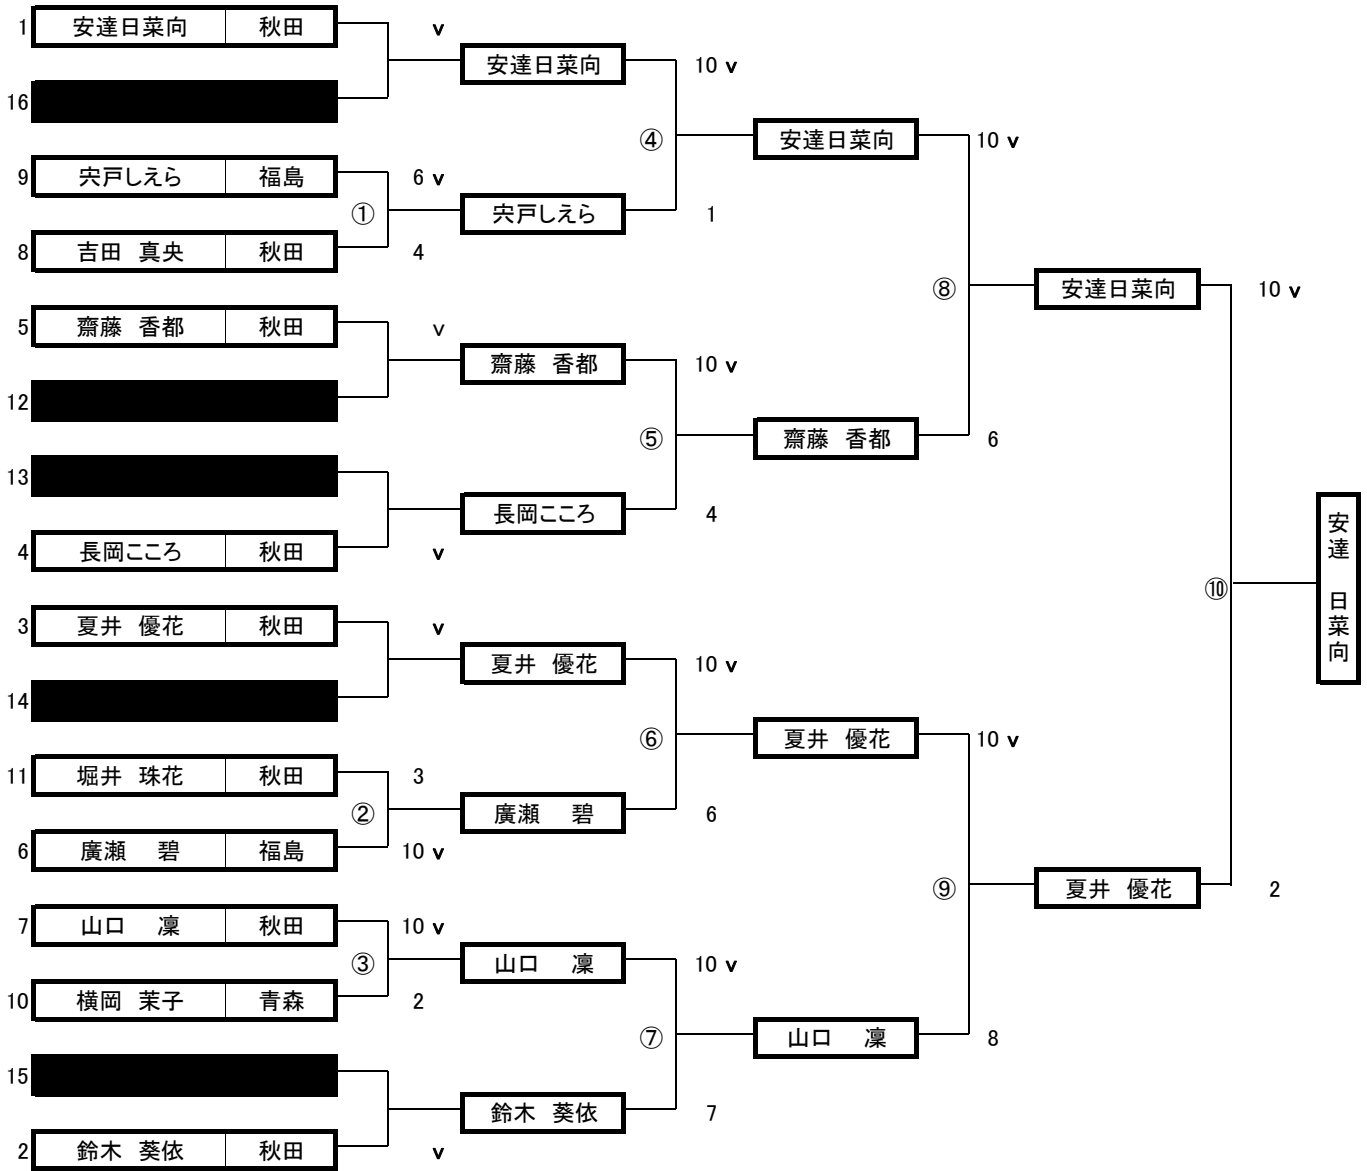 1 安達日菜向 秋田 v
安達日菜向 10 v
16
④ 安達日菜向 10 v
9 宍戸しえら 福島 6 v
① 宍戸しえら 1
8 吉田 真央 秋田 4
⑧ 安達日菜向 10 v
5 齋藤 香都 秋田 v
齋藤 香都 10 v
12
⑤ 齋藤 香都 6
13
長岡こころ 4
4 長岡こころ 秋田 v
⑩ 安達 日菜向
3 夏井 優花 秋田 v
夏井 優花 10 v
14
⑥ 夏井 優花 10 v
11 堀井 珠花 秋田 3
② 廣瀬 碧 6
6 廣瀬 碧 福島 10 v
⑨ 夏井 優花 2
7 山口 凜 秋田 10 v
③ 山口 凜 10 v
10 横岡 茉子 青森 2
⑦ 山口 凜 8
15
鈴木 葵依 7
2 鈴木 葵依 秋田 v